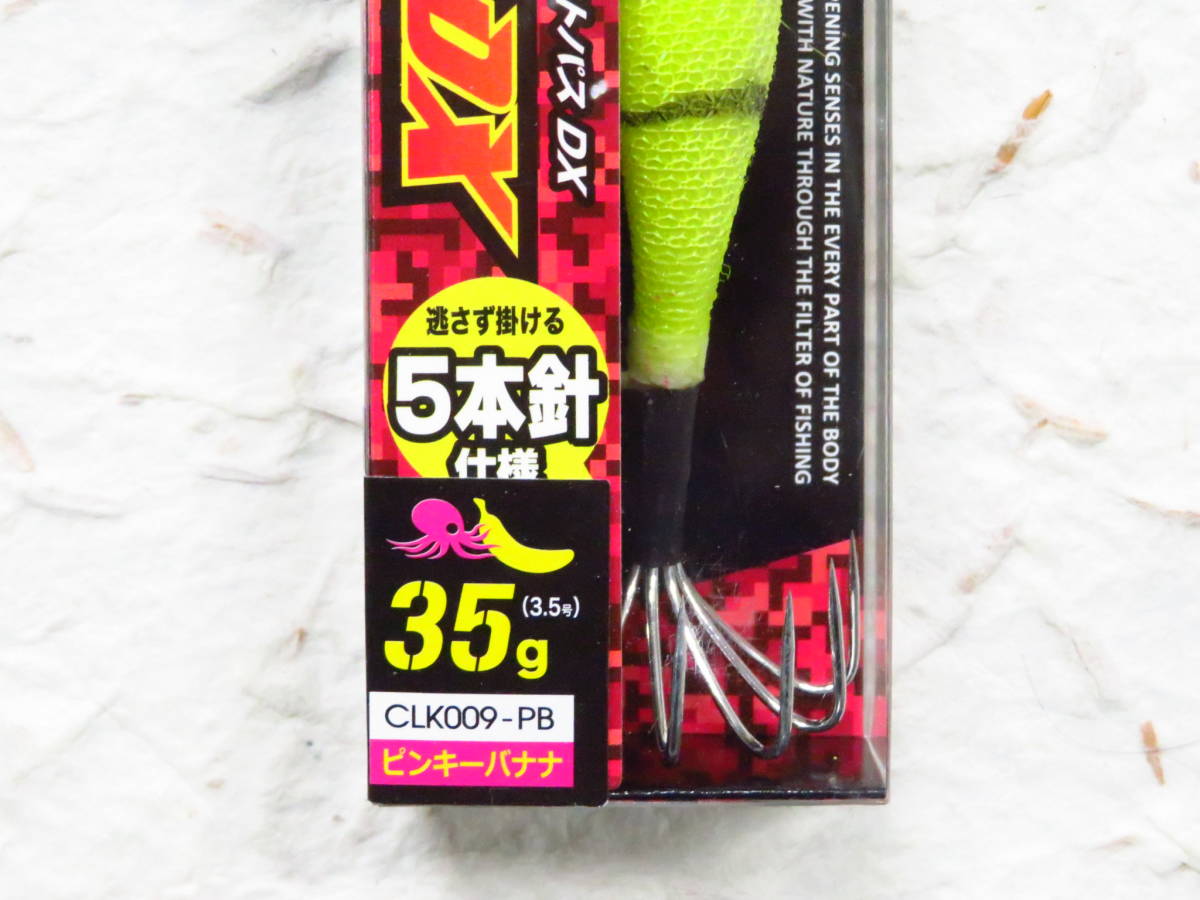 DX
トパス DX
逃さず掛ける
5本針
仕様
35g
(3.5号)
CLK009-PB
ピンキーバナナ
PENING SENSES IN THE EVERY PART OF THE BODY
WITH NATURE THROUGH THE FILTER OF FISHING